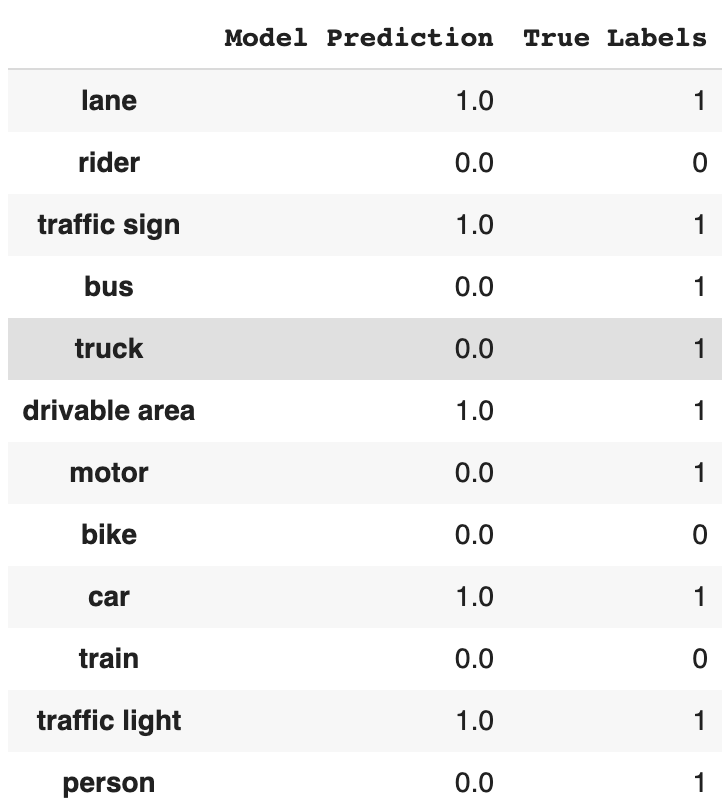 Model Prediction True Labels
lane 1.0 1
rider 0.0 0
traffic sign 1.0 1
bus 0.0 1
truck 0.0 1
drivable area 1.0 1
motor 0.0 1
bike 0.0 0
car 1.0 1
train 0.0 0
traffic light 1.0 1
person 0.0 1